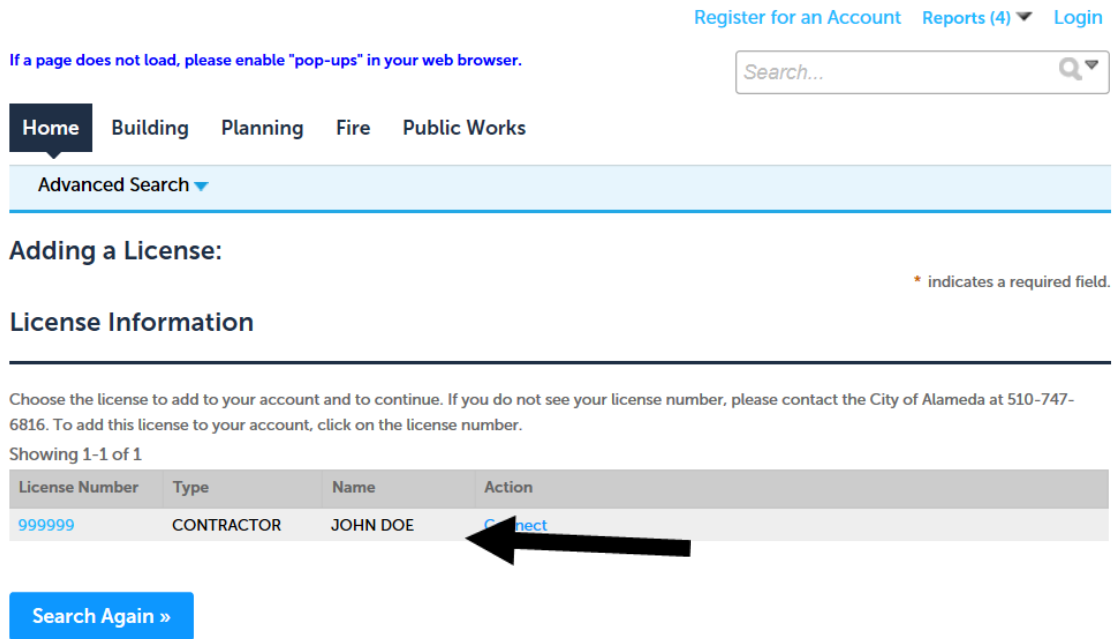 Register for an Account Reports (4) Login
If a page does not load, please enable "pop-ups" in your web browser.
Search...
Home Building Planning Fire Public Works
Advanced Search
Adding a License:
* indicates a required field.
License Information
Choose the license to add to your account and to continue. If you do not see your license number, please contact the City of Alameda at 510-747-
6816. To add this license to your account, click on the license number.
Showing 1-1 of 1
License Number Type Name Action
999999 CONTRACTOR JOHN DOE Connect
Search Again »